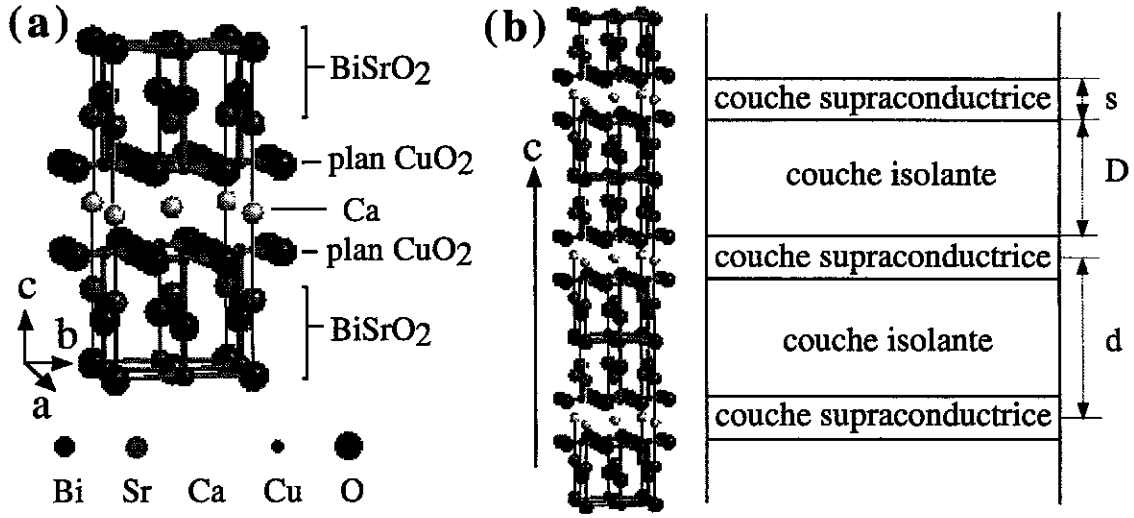 (a)
BiSrO2
plan CuO2
Ca
plan CuO2
BiSrO2
c
b
a
Bi Sr Ca Cu O
(b)
c
couche supraconductrice
s
couche isolante
D
couche supraconductrice
couche isolante
d
couche supraconductrice